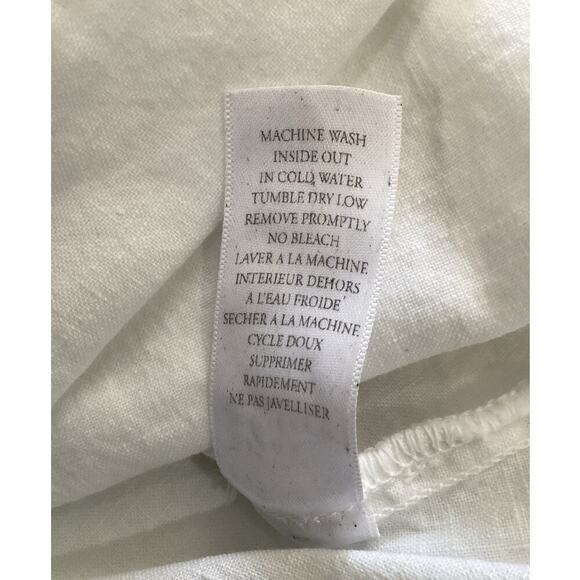 MACHINE WASH
INSIDE OUT
IN COLD WATER
TUMBLE DRY LOW
REMOVE PROMPTLY
NO BLEACH
LAVER A LA MACHINE
INTERIEUR DEHORS
A L'EAU FROIDE
SECHER A LA MACHINE
CYCLE DOUX
SUPPRIMER
RAPIDEMENT
NE PAS JAVELLISER